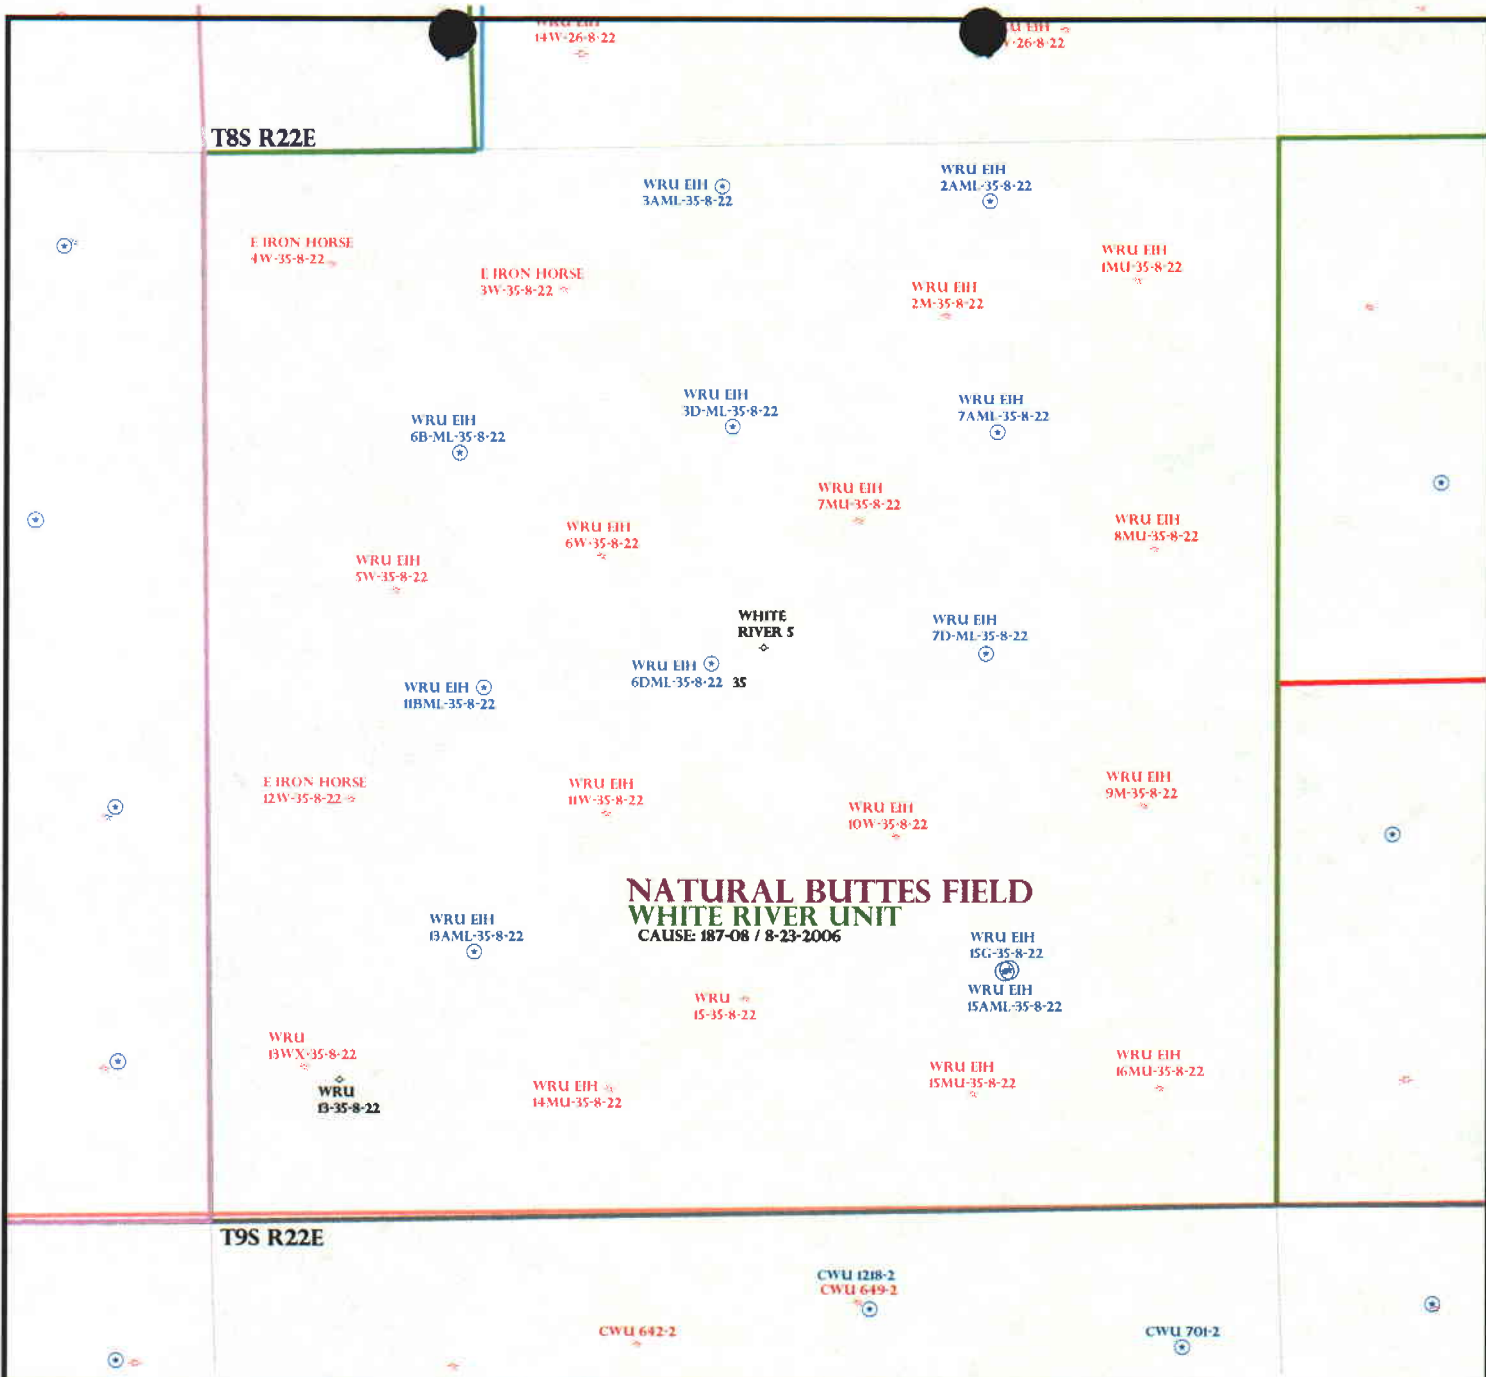 WRU EIH
14W-26-8-22
U EIH
-26-8-22
T8S R22E
WRU EIH
3AML-35-8-22
WRU EIH
2AML-35-8-22
E IRON HORSE
4W-35-8-22
E IRON HORSE
3W-35-8-22
WRU EIH
2M-35-8-22
WRU EIH
1MU-35-8-22
WRU EIH
6B-ML-35-8-22
WRU EIH
3D-ML-35-8-22
WRU EIH
7AML-35-8-22
WRU EIH
7MU-35-8-22
WRU EIH
6W-35-8-22
WRU EIH
8MU-35-8-22
WRU EIH
5W-35-8-22
WHITE
RIVER 5
WRU EIH
7D-ML-35-8-22
WRU EIH
6DML-35-8-22 35
WRU EIH
11BML-35-8-22
E IRON HORSE
12W-35-8-22
WRU EIH
11W-35-8-22
WRU EIH
10W-35-8-22
WRU EIH
9M-35-8-22
NATURAL BUTTES FIELD
WHITE RIVER UNIT
CAUSE: 187-08 / 8-23-2006
WRU EIH
13AML-35-8-22
WRU EIH
15G-35-8-22
WRU EIH
15AML-35-8-22
WRU
15-35-8-22
WRU
13WX-35-8-22
WRU
13-35-8-22
WRU EIH
14MU-35-8-22
WRU EIH
15MU-35-8-22
WRU EIH
16MU-35-8-22
T9S R22E
CWU 1218-2
CWU 649-2
CWU 642-2
CWU 701-2